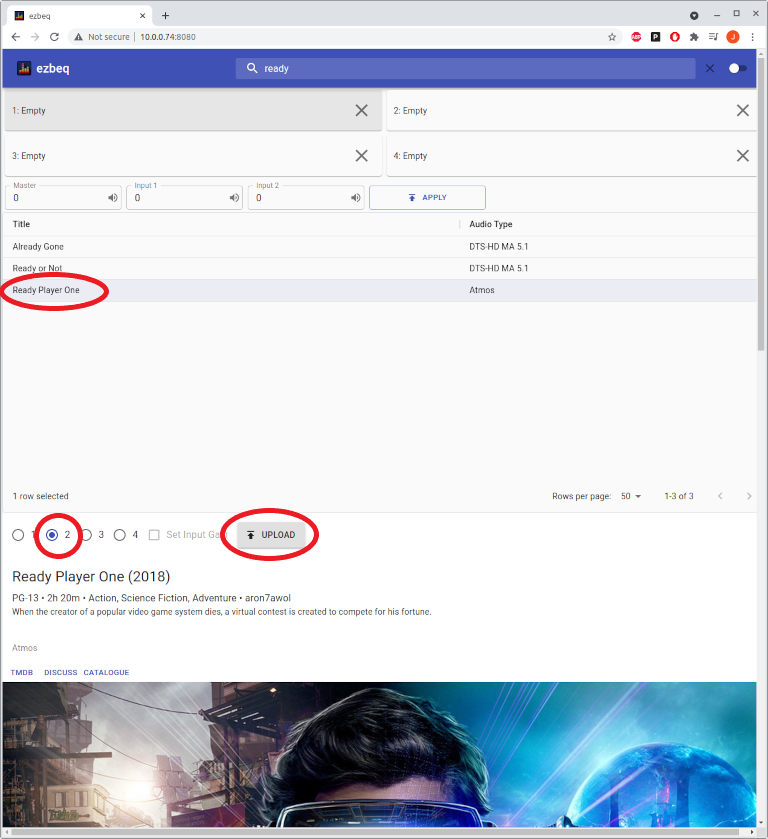 ezbeq
Not secure 10.0.0.74:8080
ABP P J
ezbeq ready
1: Empty 2: Empty
3: Empty 4: Empty
Master Input 1 Input 2
0 0 0 APPLY
Title Audio Type
Already Gone DTS-HD MA 5.1
Ready or Not DTS-HD MA 5.1
Ready Player One Atmos
1 row selected Rows per page: 50 1-3 of 3
1 2 3 4 Set Input UPLOAD
Ready Player One (2018)
PG-13 • 2h 20m • Action, Science Fiction, Adventure • aron7awol
When the creator of a popular video game system dies, a virtual contest is created to compete for his fortune.
Atmos
TMDB DISCUSS CATALOGUE